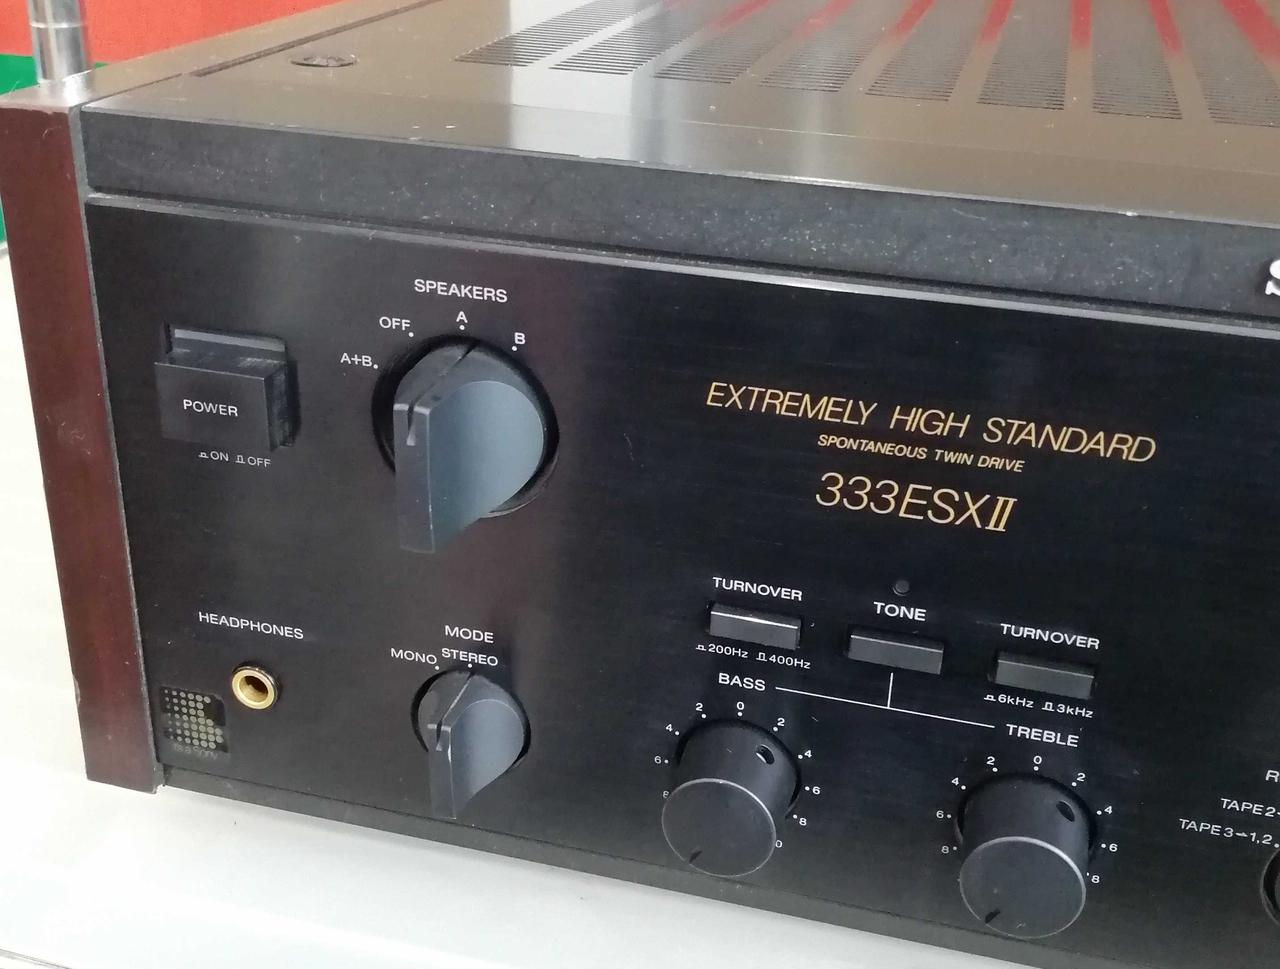 S
SPEAKERS
A+B OFF A B
POWER
ON OFF
EXTREMELY HIGH STANDARD
SPONTANEOUS TWIN DRIVE
333ESXII
HEADPHONES
MODE
MONO STEREO
TURNOVER
200Hz 400Hz
TONE
TURNOVER
6kHz 3kHz
BASS
6 4 2 0 2 4 6 8
TREBLE
8 6 4 2 0 2 4 6 8
R
TAPE2
TAPE3→1,2
It's a Sony